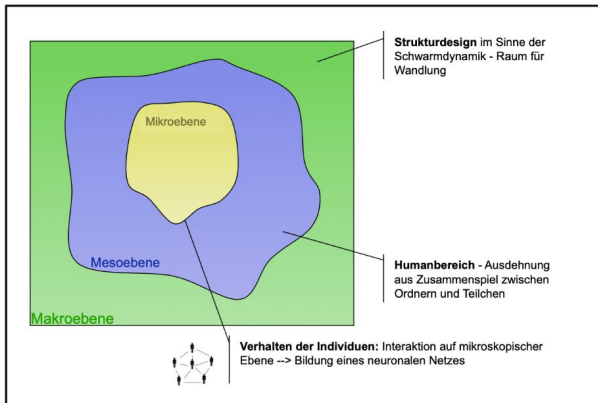 Strukturdesign im Sinne der
Schwarmdynamik - Raum für
Wandlung
Mikroebene
Mesoebene
Humanbereich - Ausdehnung
aus Zusammenspiel zwischen
Ordnern und Teilchen
Makroebene
Verhalten der Individuen: Interaktion auf mikroskopischer
Ebene --> Bildung eines neuronalen Netzes